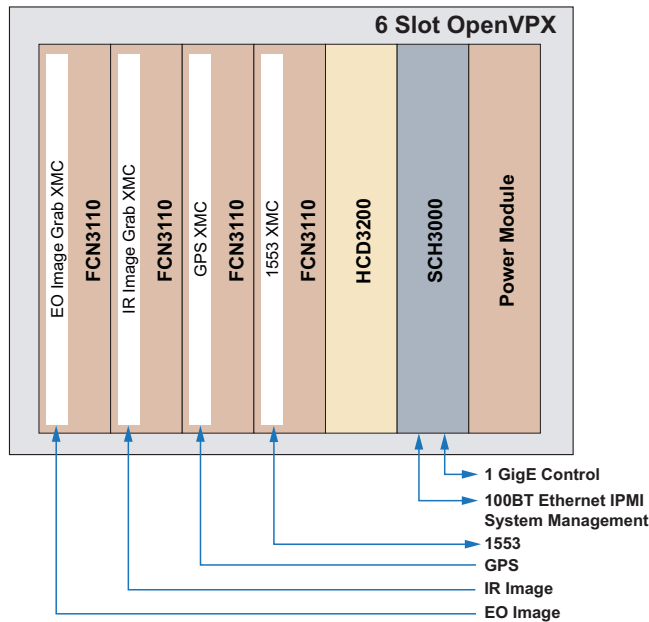 6 Slot OpenVPX
EO Image Grab XMC
FCN3110
IR Image Grab XMC
FCN3110
GPS XMC
FCN3110
1553 XMC
FCN3110
HCD3200
SCH3000
Power Module
1 GigE Control
100BT Ethernet IPMI
System Management
1553
GPS
IR Image
EO Image